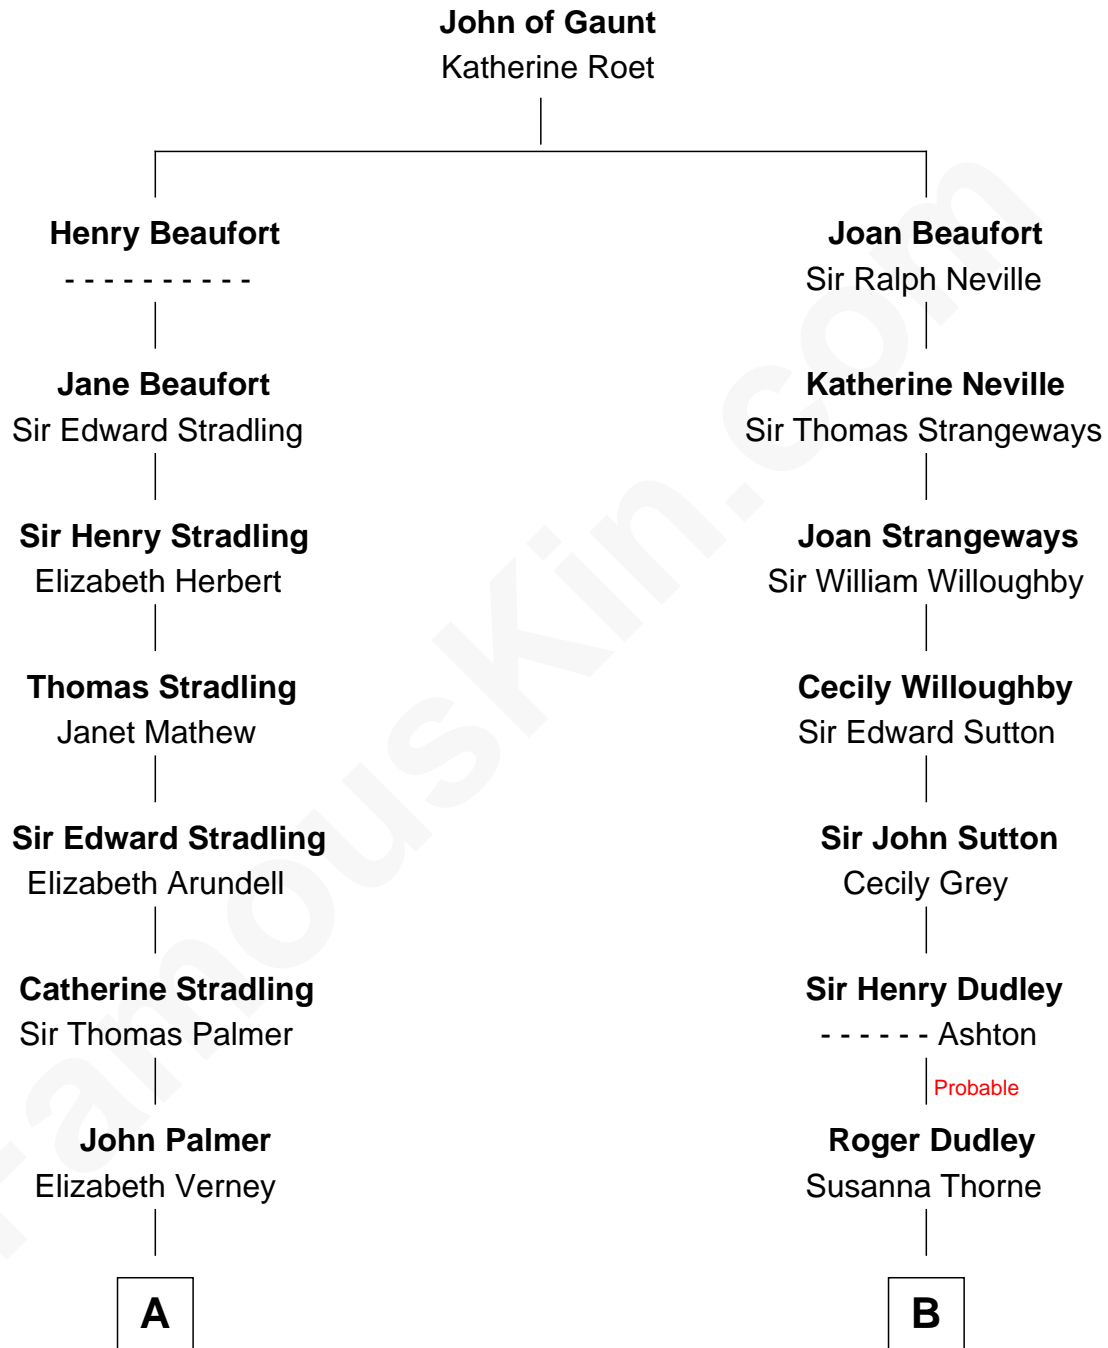 John of Gaunt
Katherine Roet
Henry Beaufort
- - - - - - - - - -
Jane Beaufort
Sir Edward Stradling
Sir Henry Stradling
Elizabeth Herbert
Thomas Stradling
Janet Mathew
Sir Edward Stradling
Elizabeth Arundell
Catherine Stradling
Sir Thomas Palmer
John Palmer
Elizabeth Verney
A
Joan Beaufort
Sir Ralph Neville
Katherine Neville
Sir Thomas Strangeways
Joan Strangeways
Sir William Willoughby
Cecily Willoughby
Sir Edward Sutton
Sir John Sutton
Cecily Grey
Sir Henry Dudley
- - - - - - Ashton
Probable
Roger Dudley
Susanna Thorne
B
FamousKin.com